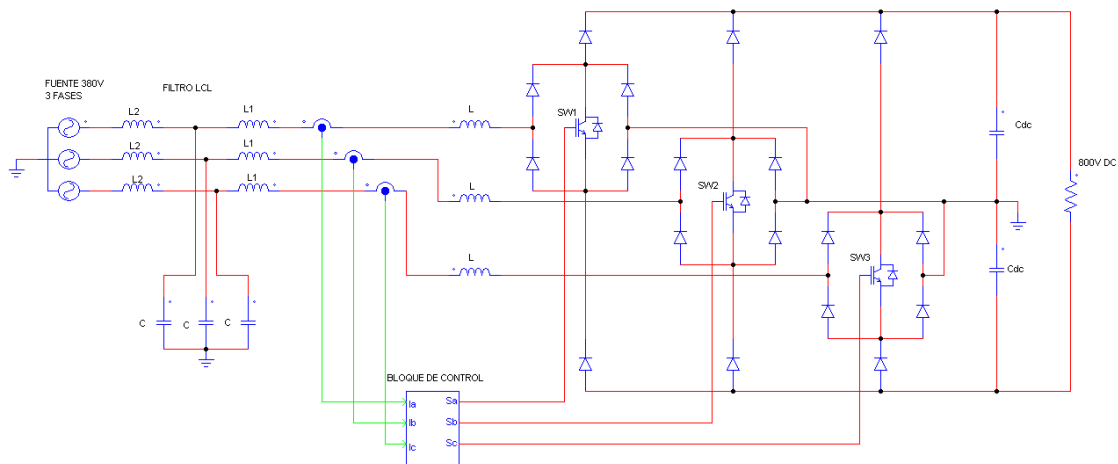 FUENTE 380V
3 FASES
FILTRO LCL
L2
L1
L
L2
L1
L
L2
L1
L
SW1
SW2
SW3
Cdc
Cdc
800V DC
C
C
C
BLOQUE DE CONTROL
Ia
Sa
Ib
Sb
Ic
Sc